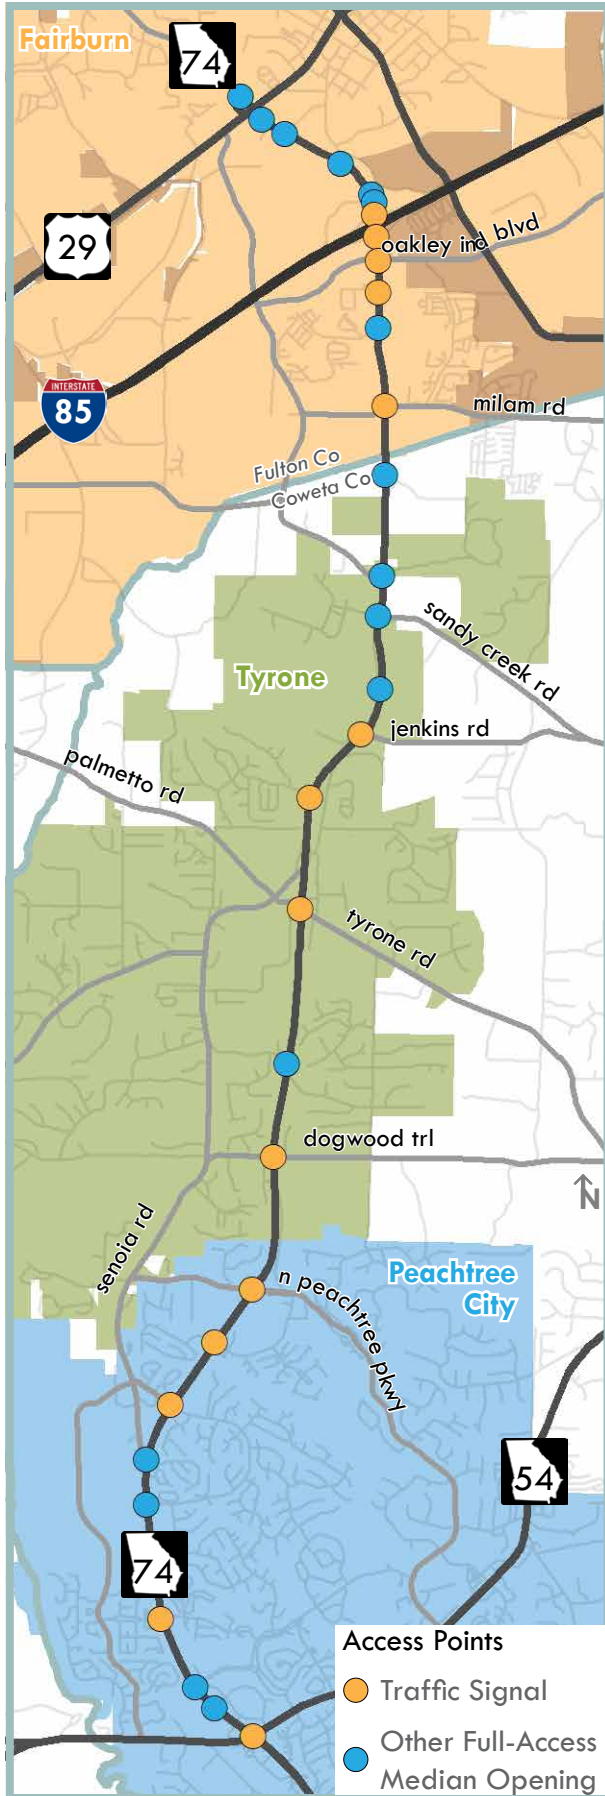 Fairburn
74
29
oakley ind blvd
INTERSTATE
85
milam rd
Fulton Co
Coweta Co
sandy creek rd
Tyrone
jenkins rd
palmetto rd
tyrone rd
dogwood trl
N
senoia rd
Peachtree
City
n peachtree pkwy
54
74
Access Points
Traffic Signal
Other Full-Access
Median Opening